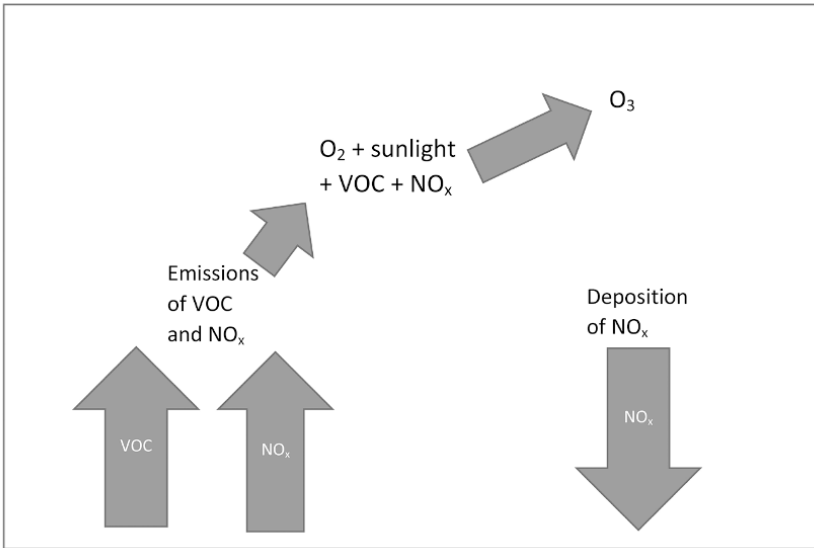 O₃
O₂ + sunlight
+ VOC + NOₓ
Emissions
of VOC
and NOₓ
Deposition
of NOₓ
VOC
NOₓ
NOₓ